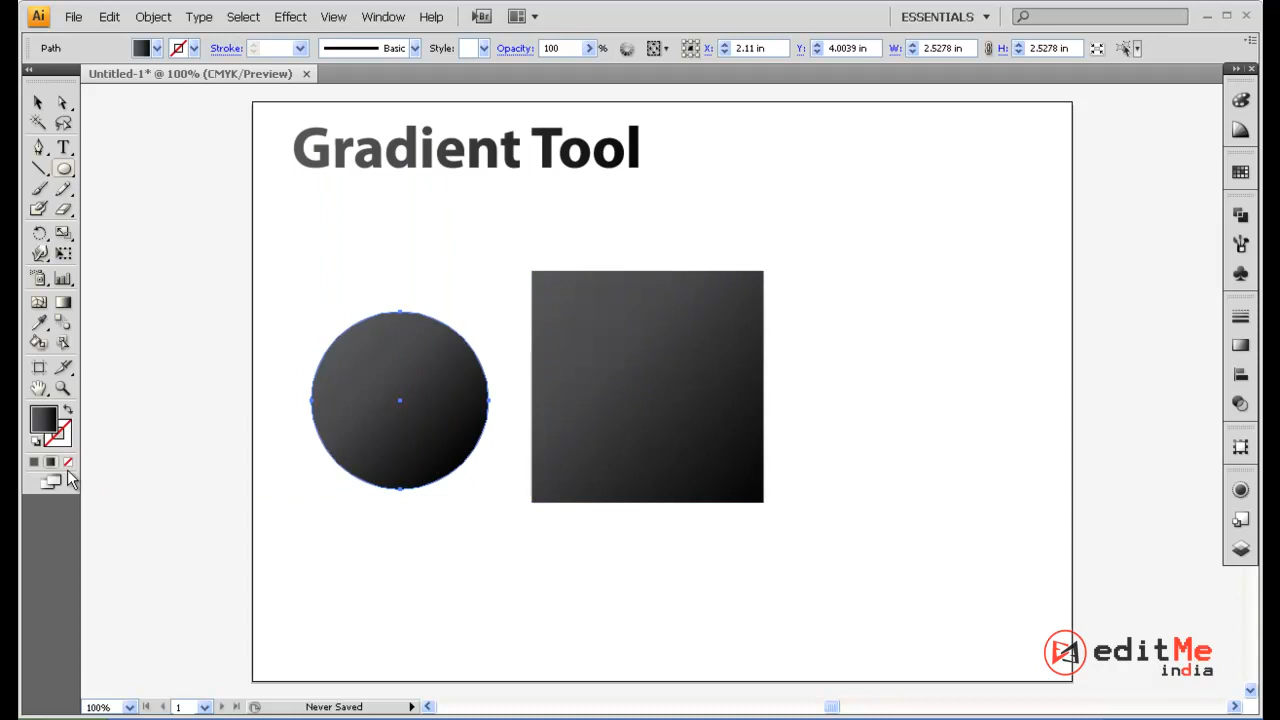 Ai File Edit Object Type Select Effect View Window Help Br ESSENTIALS
Path Stroke: Basic Style: Opacity: 100 % X: 2.11 in Y: 4.0039 in W: 2.5278 in H: 2.5278 in
Untitled-1* @ 100% (CMYK/Preview)
Gradient Tool
T
editMe
india
100% 1 Never Saved